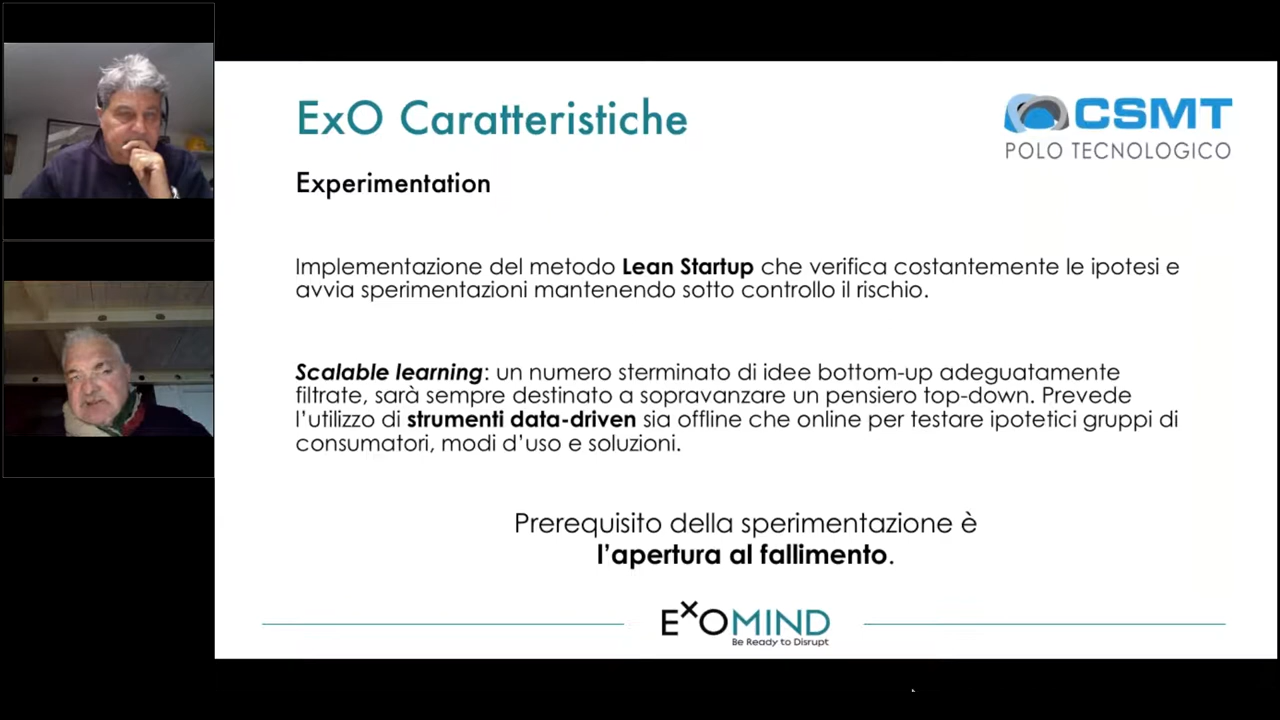 ExO Caratteristiche
CSMT
POLO TECNOLOGICO
Experimentation
Implementazione del metodo Lean Startup che verifica costantemente le ipotesi e
avvia sperimentazioni mantenendo sotto controllo il rischio.
Scalable learning: un numero sterminato di idee bottom-up adeguatamente
filtrate, sarà sempre destinato a sopravanzare un pensiero top-down. Prevede
l’utilizzo di strumenti data-driven sia offline che online per testare ipotetici gruppi di
consumatori, modi d’uso e soluzioni.
Prerequisito della sperimentazione è
l’apertura al fallimento.
EXOMIND
Be Ready to Disrupt